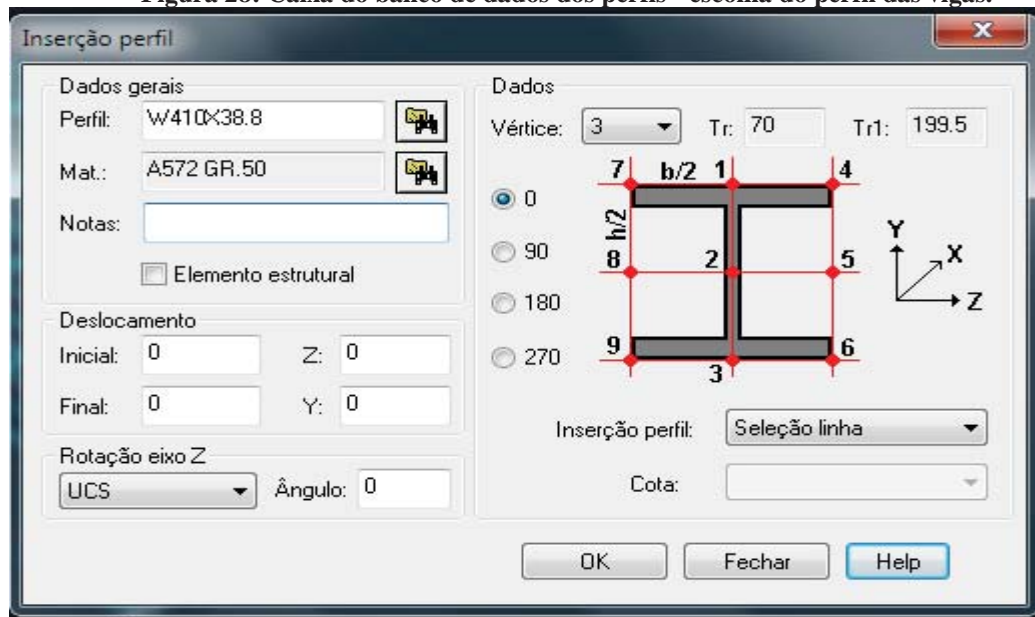 Figura 28: Caixa do banco de dados dos perfis - escolha do perfil das vigas.
Inserção perfil
Dados gerais
Perfil: W410X38.8
Mat.: A572 GR.50
Notas:
Elemento estrutural
Deslocamento
Inicial: 0 Z: 0
Final: 0 Y: 0
Rotação eixo Z
UCS Ângulo: 0
Dados
Vértice: 3 Tr: 70 Tr1: 199.5
0
90
180
270
7 b/2 1 4
h/2
8 2 5
9 3 6
Y
X
Z
Inserção perfil: Seleção linha
Cota:
OK Fechar Help